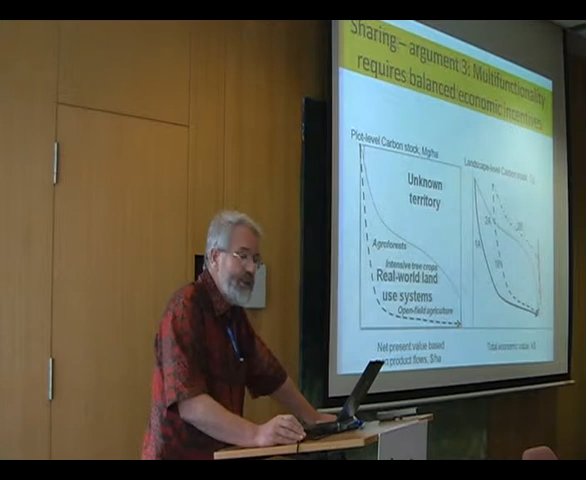 Sharing – argument 3: Multifunctionality
requires balanced economic incentives
Plot-level Carbon stock, Mg/ha
Landscape-level Carbon stock
Unknown
territory
Agroforests
Intensive tree crops
Real-world land
use systems
Open-field agriculture
Net present value based
product flows, $/ha
Total economic value